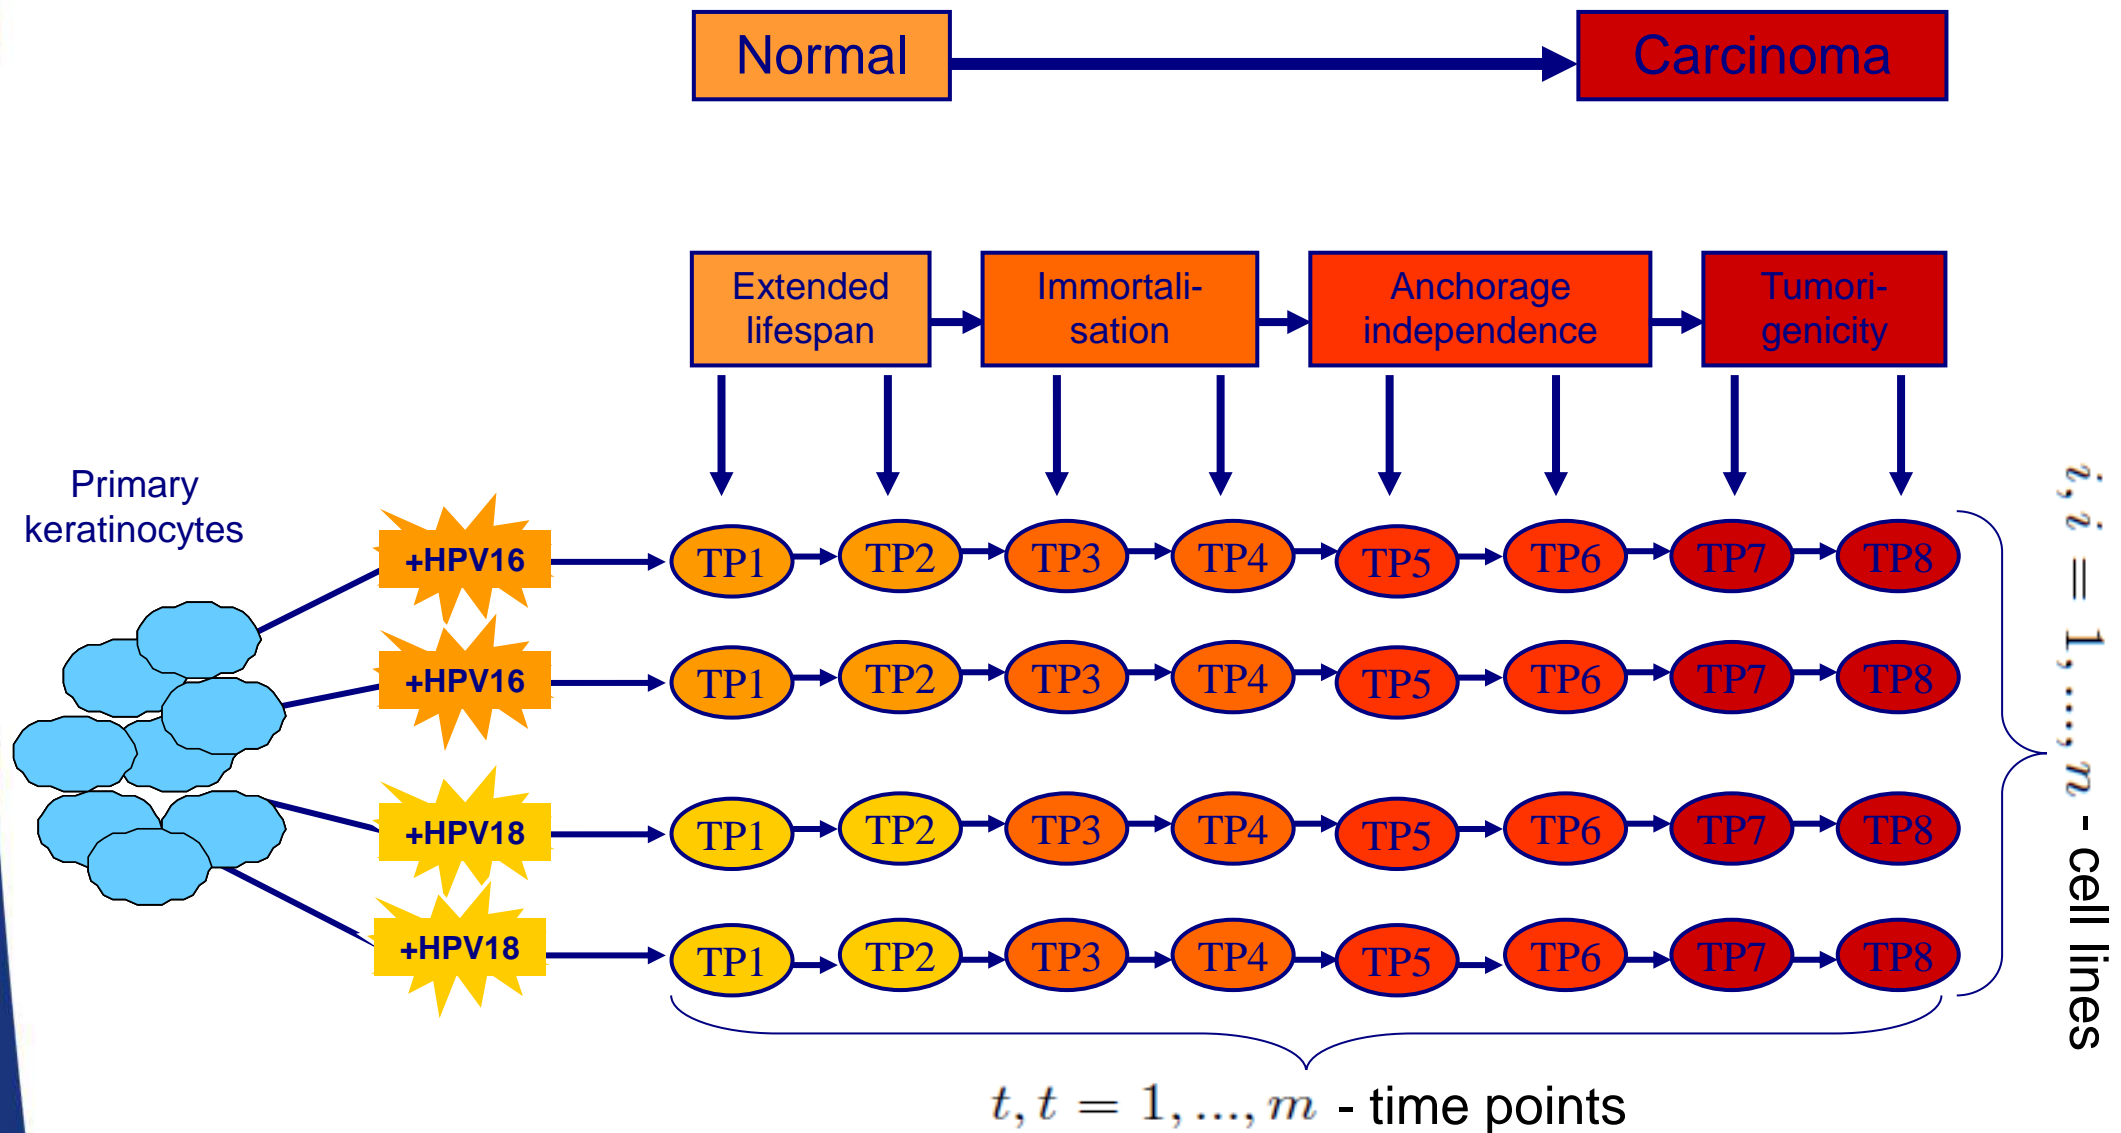 Normal
Carcinoma
Extended
lifespan
Immortali-
sation
Anchorage
independence
Tumori-
genicity
Primary
keratinocytes
+HPV16
TP1 TP2 TP3 TP4 TP5 TP6 TP7 TP8
+HPV16
TP1 TP2 TP3 TP4 TP5 TP6 TP7 TP8
+HPV18
TP1 TP2 TP3 TP4 TP5 TP6 TP7 TP8
+HPV18
TP1 TP2 TP3 TP4 TP5 TP6 TP7 TP8
i, i = 1, ..., m - cell lines
t, t = 1, ..., m - time points